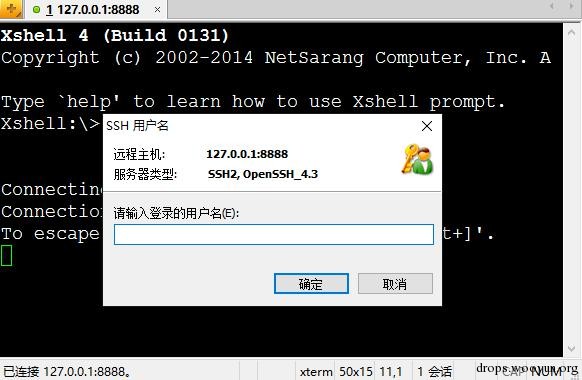 1 127.0.0.1:8888
Xshell 4 (Build 0131)
Copyright (c) 2002-2014 NetSarang Computer, Inc. A
Type `help' to learn how to use Xshell prompt.
Xshell:\>
SSH 用户名
远程主机: 127.0.0.1:8888
服务器类型: SSH2, OpenSSH_4.3
Connecting
Connection
To escape t+]'.
请输入登录的用户名(E):
确定 取消
已连接 127.0.0.1:8888。 xterm 50x15 11,1 1 会话 CAP NUM
drops.wooyun.org